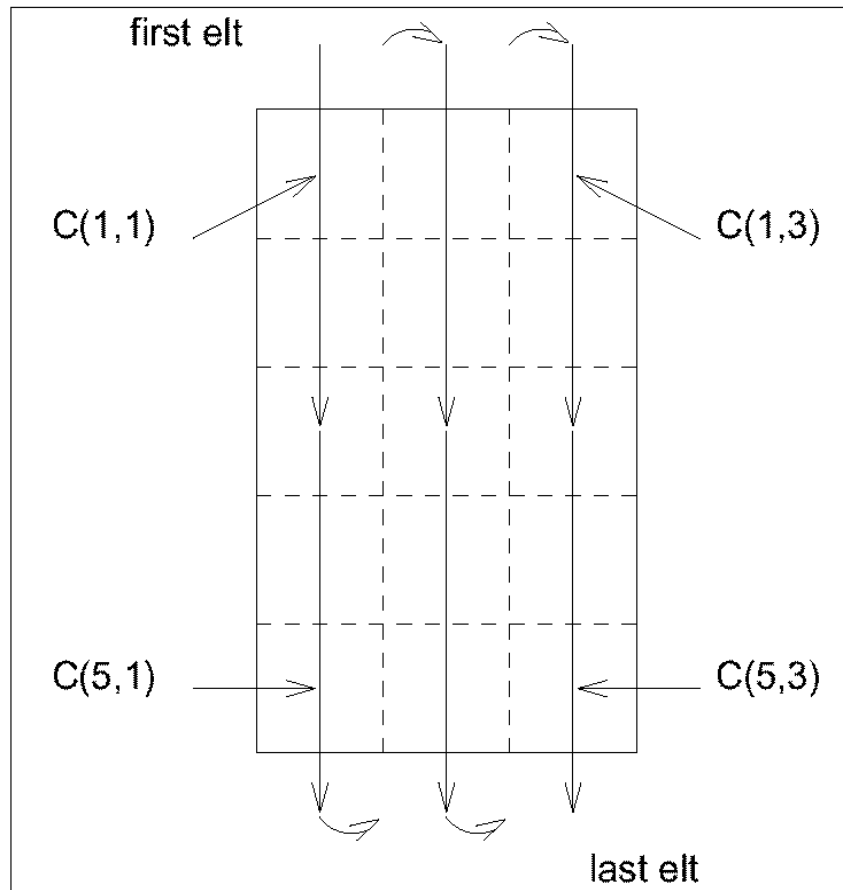 first elt
C(1,1)
C(1,3)
C(5,1)
C(5,3)
last elt